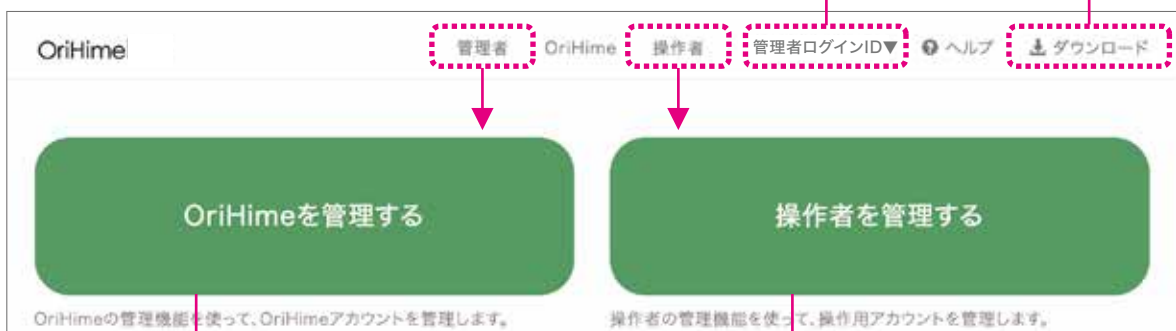 OriHime 管理者 OriHime 操作者 管理者ログインID▼ ヘルプ ダウンロード
OriHimeを管理する 操作者を管理する
OriHimeの管理機能を使って、OriHimeアカウントを管理します。 操作者の管理機能を使って、操作用アカウントを管理します。